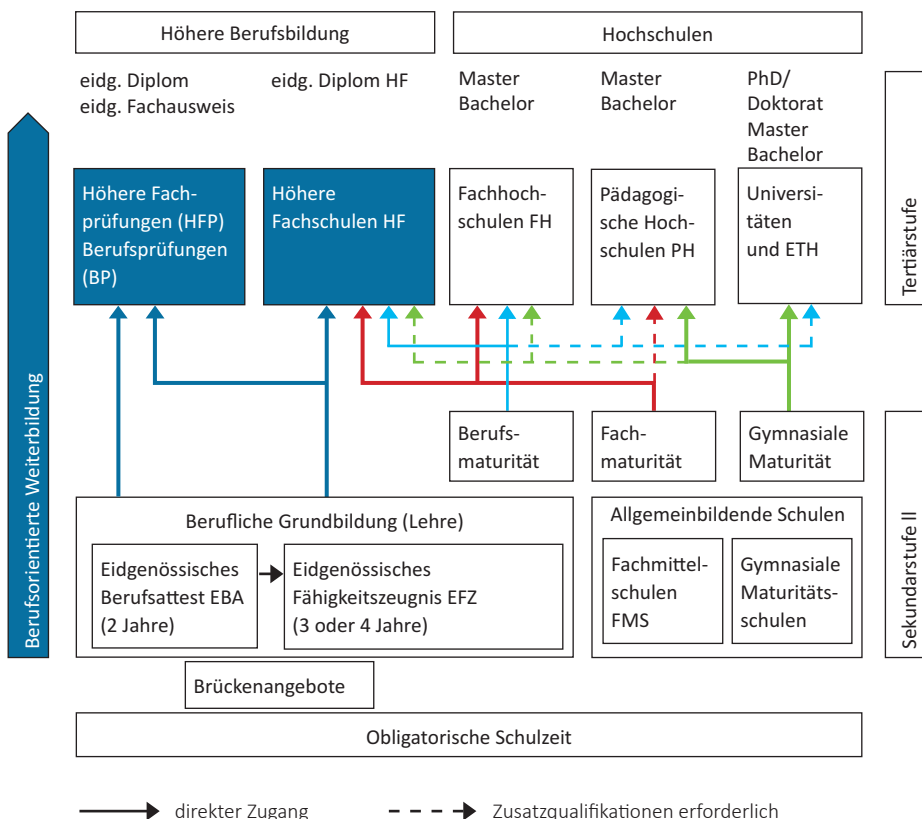 Höhere Berufsbildung
Hochschulen
eidg. Diplom
eidg. Fachausweis
eidg. Diplom HF
Master
Bachelor
Master
Bachelor
PhD/
Doktorat
Master
Bachelor
Höhere Fach-
prüfungen (HFP)
Berufsprüfungen
(BP)
Höhere
Fachschulen HF
Fachhoch-
schulen FH
Pädagogi-
sche Hoch-
schulen PH
Universi-
täten
und ETH
Tertiärstufe
Berufsorientierte Weiterbildung
Berufs-
maturität
Fach-
maturität
Gymnasiale
Maturität
Berufliche Grundbildung (Lehre)
Eidgenössisches
Berufsattest EBA
(2 Jahre)
Eidgenössisches
Fähigkeitszeugnis EFZ
(3 oder 4 Jahre)
Allgemeinbildende Schulen
Fachmittel-
schulen
FMS
Gymnasiale
Maturitäts-
schulen
Sekundarstufe II
Brückenangebote
Obligatorische Schulzeit
direkter Zugang
Zusatzqualifikationen erforderlich